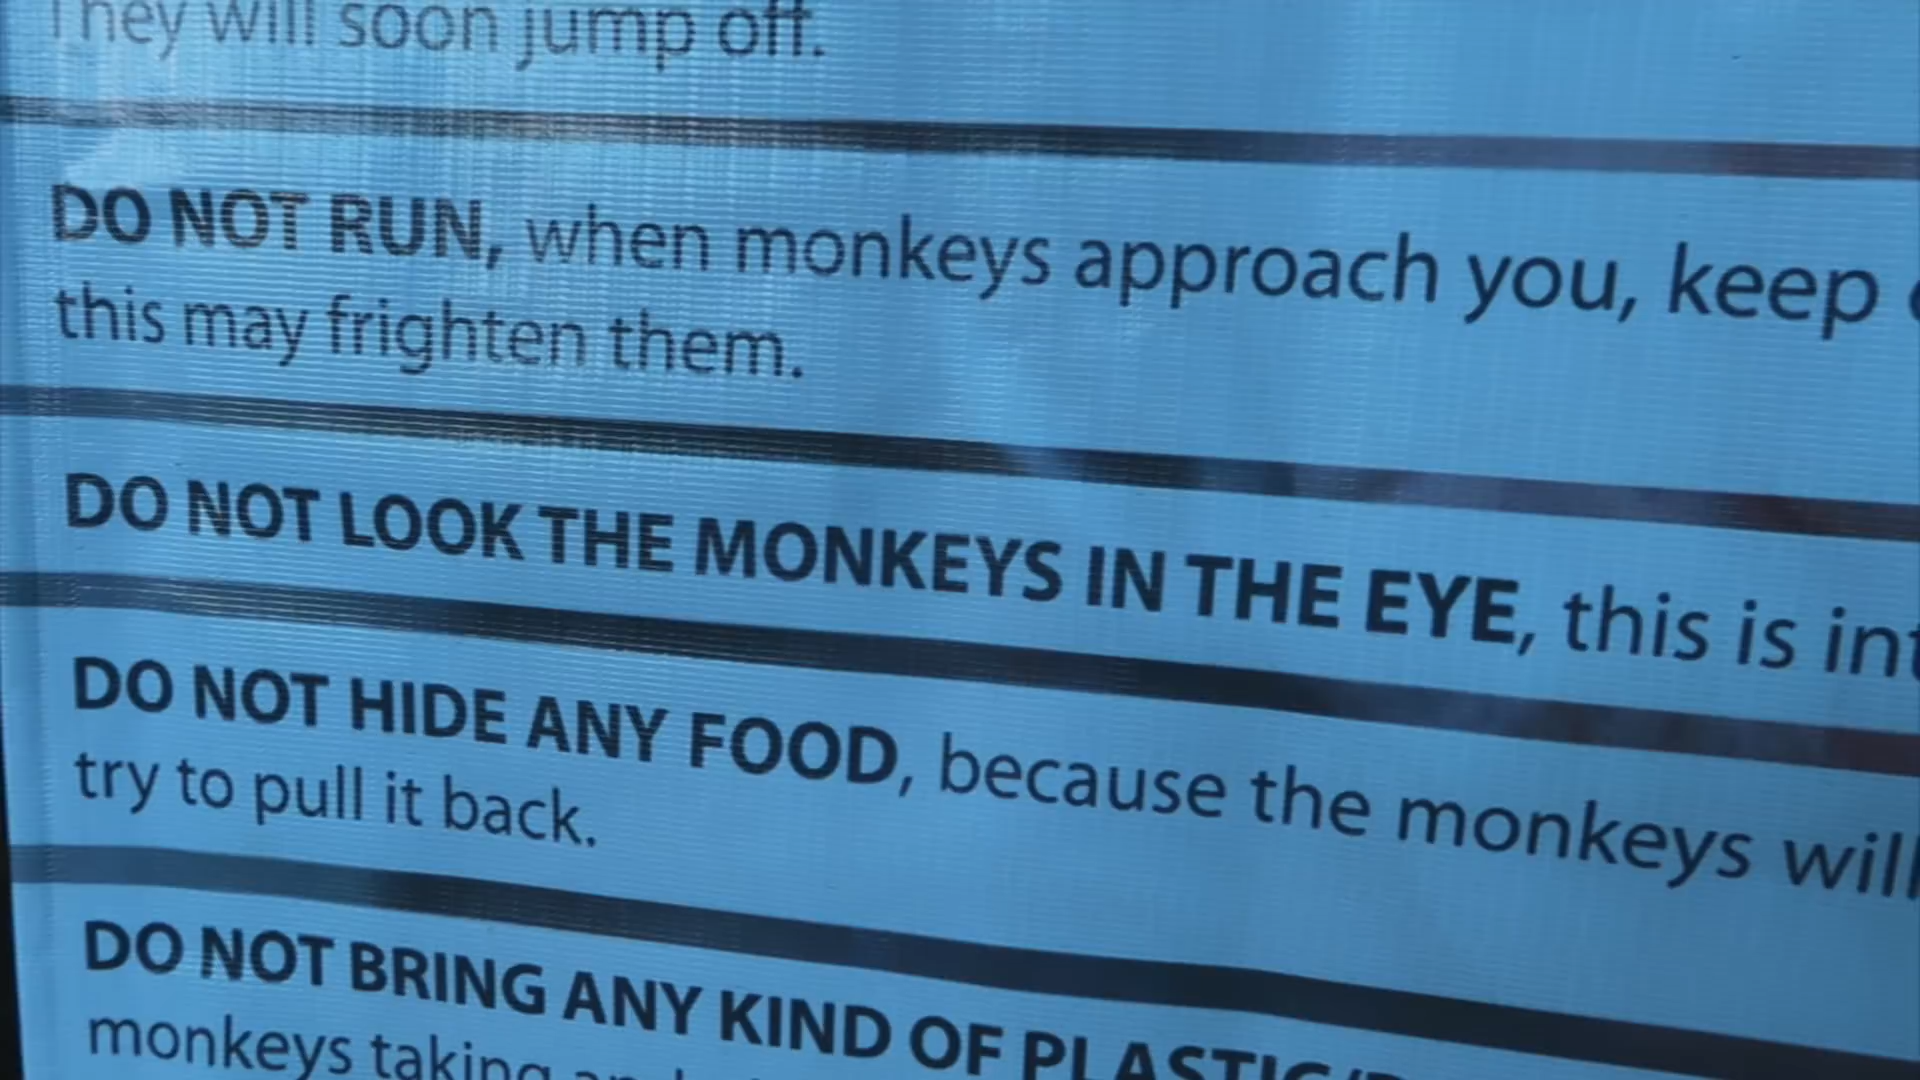 They will soon jump off.
DO NOT RUN, when monkeys approach you, keep
this may frighten them.
DO NOT LOOK THE MONKEYS IN THE EYE, this is
DO NOT HIDE ANY FOOD, because the monkeys will
try to pull it back.
DO NOT BRING ANY KIND OF PLASTIC/
monkeys taking